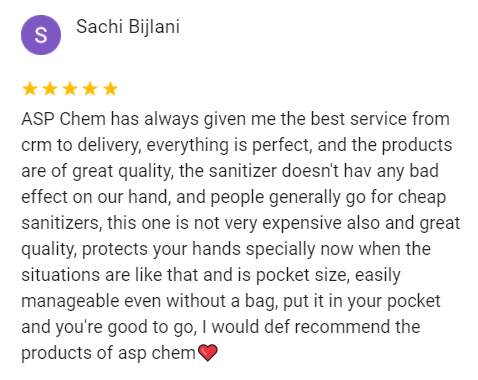 S
Sachi Bijlani
ASP Chem has always given me the best service from
crm to delivery, everything is perfect, and the products
are of great quality, the sanitizer doesn't hav any bad
effect on our hand, and people generally go for cheap
sanitizers, this one is not very expensive also and great
quality, protects your hands specially now when the
situations are like that and is pocket size, easily
manageable even without a bag, put it in your pocket
and you're good to go, I would def recommend the
products of asp chem❤️